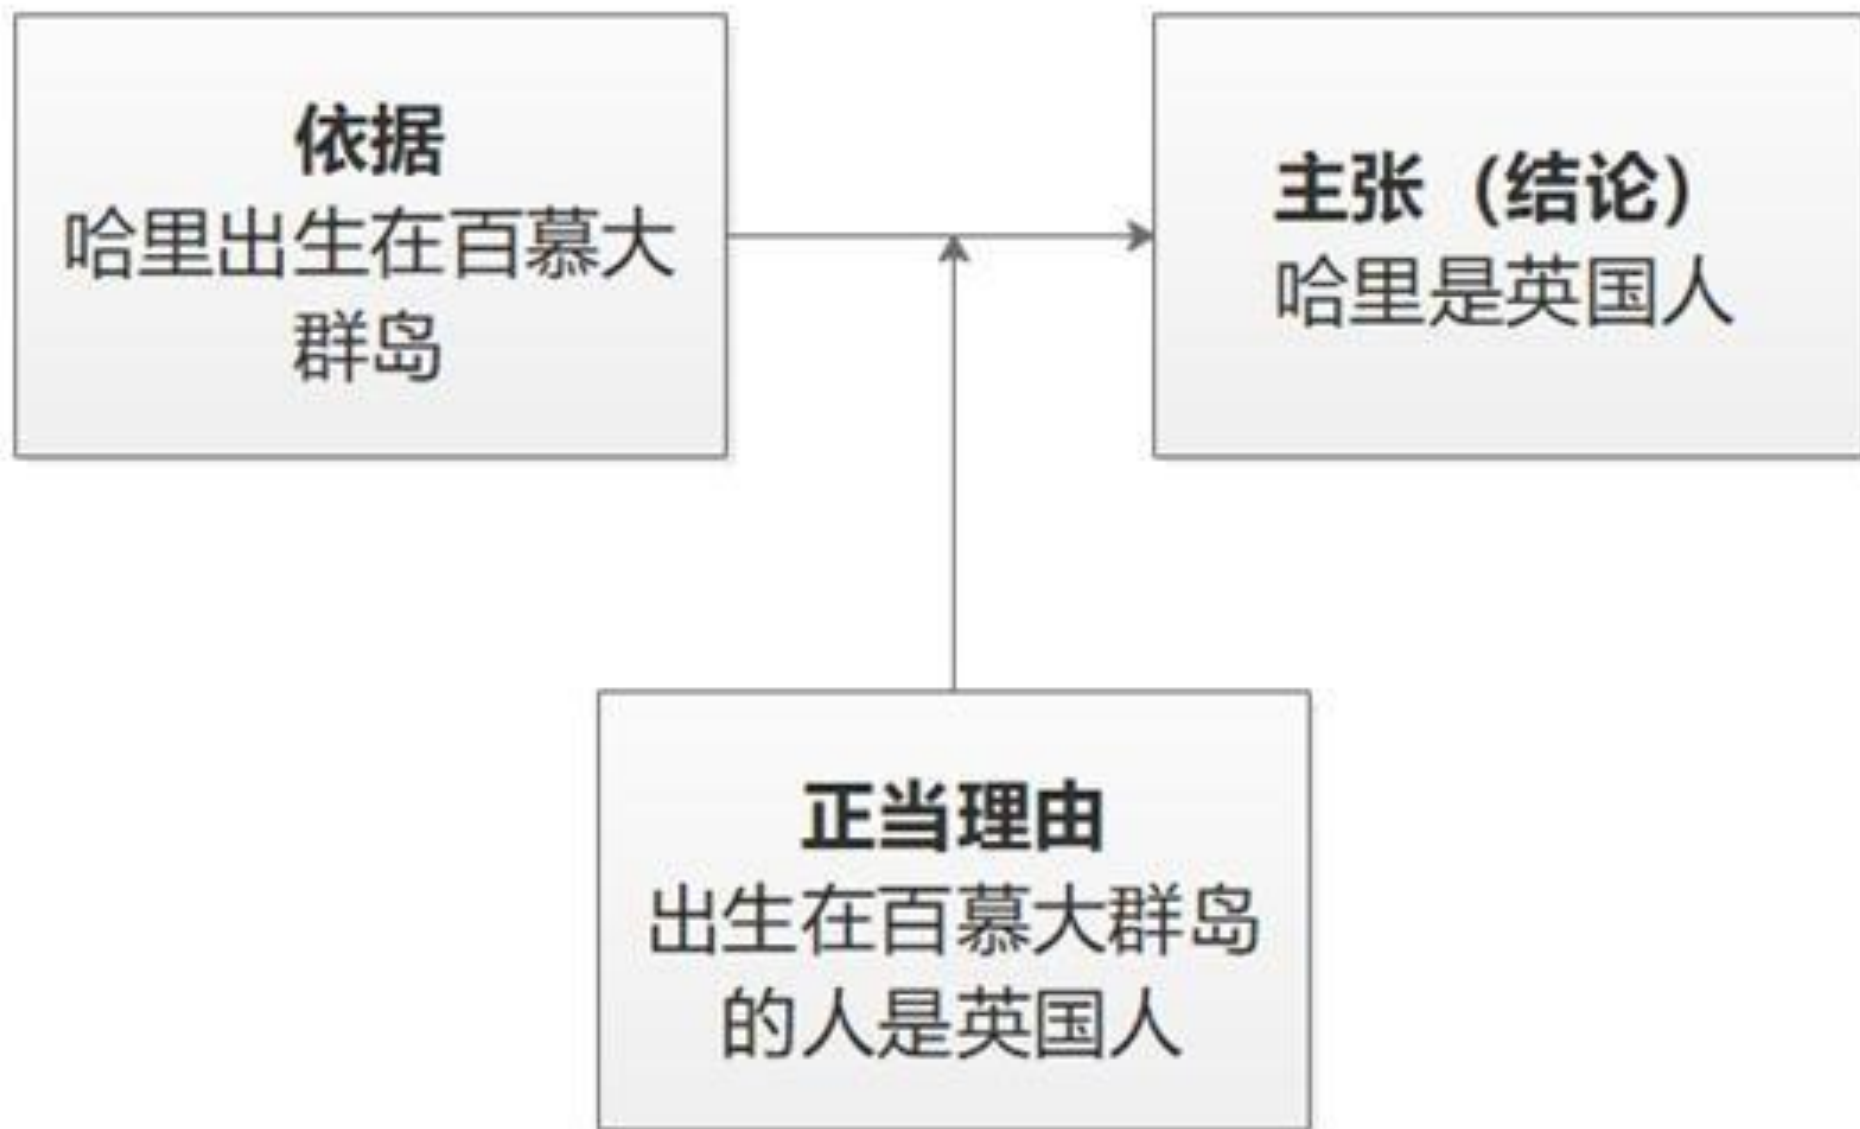 依据
哈里出生在百慕大
群岛
主张（结论）
哈里是英国人
正当理由
出生在百慕大群岛
的人是英国人